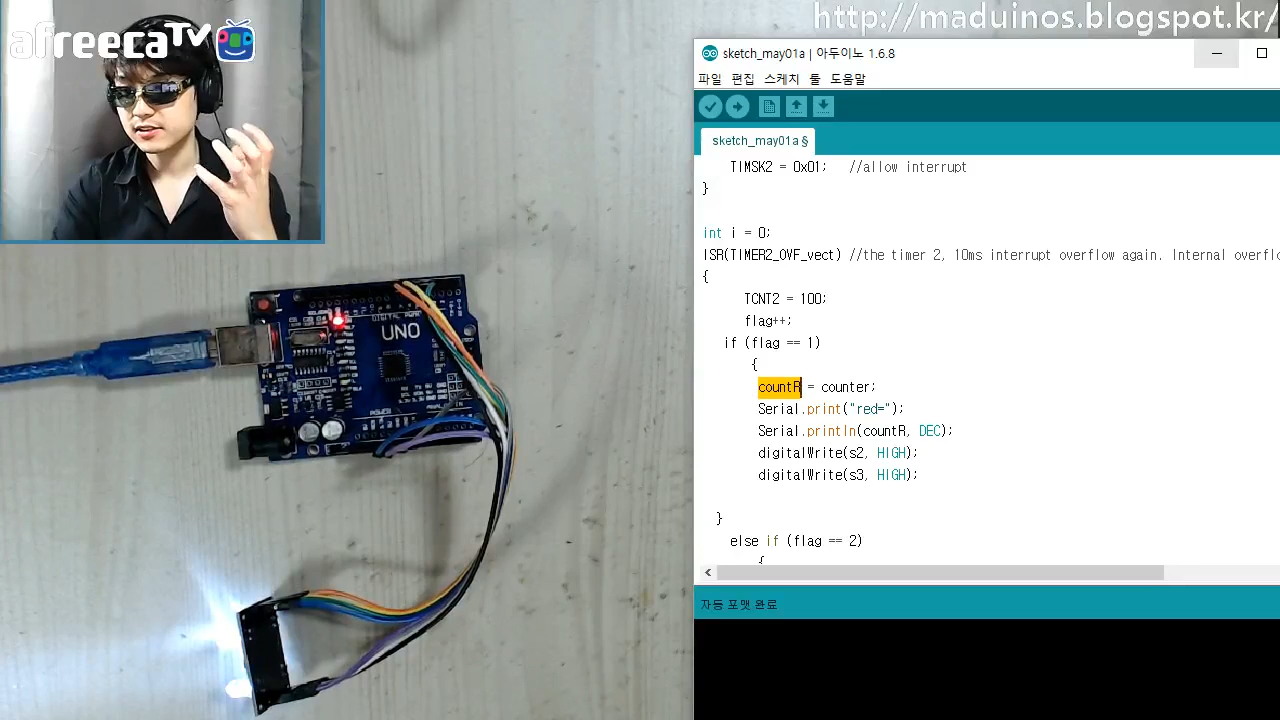 afreecaTV
http://maduinos.blogspot.kr/
sketch_may01a | 아두이노 1.6.8
파일 편집 스케치 툴 도움말
sketch_may01a §
TIMSK2 = 0x01; //allow interrupt
}
int i = 0;
ISR(TIMER2_OVF_vect) //the timer 2, 10ms interrupt overflow again. Internal overflo
{
TCNT2 = 100;
flag++;
if (flag == 1)
{
countR = counter;
Serial.print("red=");
Serial.println(countR, DEC);
digitalWrite(s2, HIGH);
digitalWrite(s3, HIGH);
}
else if (flag == 2)
{
자동 포맷 완료
DIGITAL
UNO
POWER